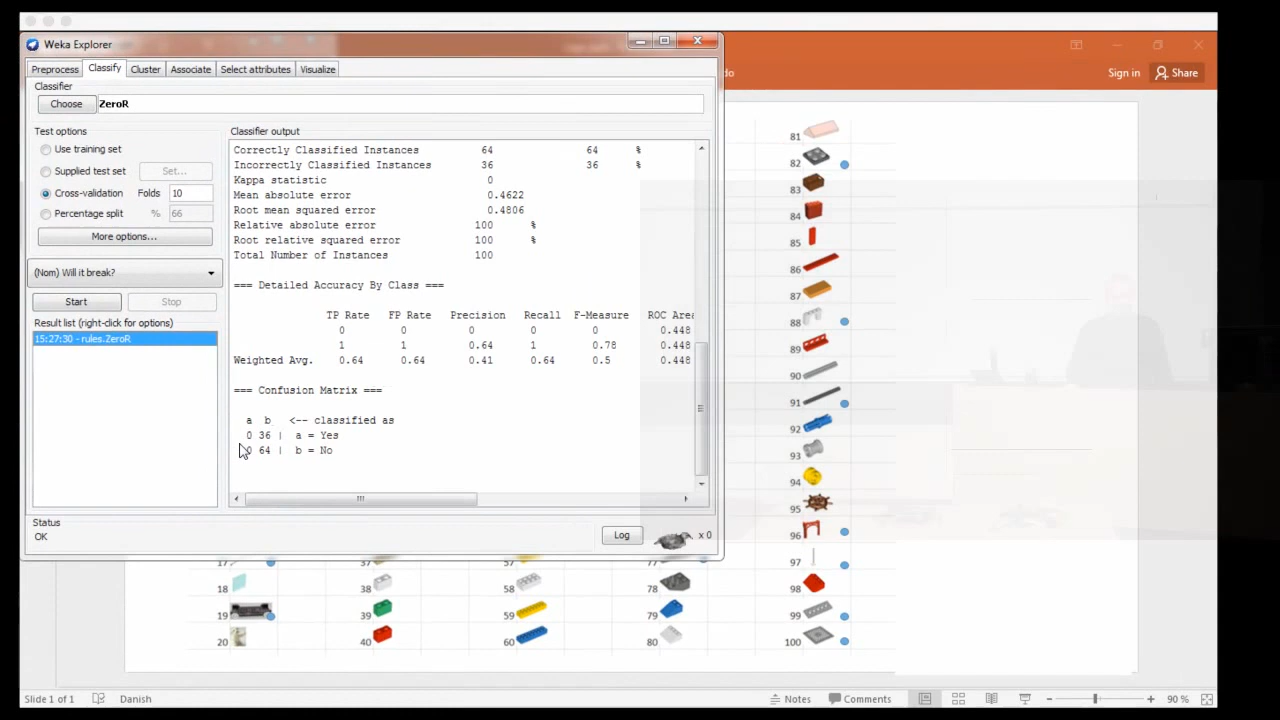 Weka Explorer
Preprocess Classify Cluster Associate Select attributes Visualize
do
Sign in Share
Classifier
Choose ZeroR
Test options
Use training set
Supplied test set Set...
Cross-validation Folds 10
Percentage split % 66
More options...
(Nom) Will it break?
Start Stop
Result list (right-click for options)
15:27:30 - rules.ZeroR
Classifier output
Correctly Classified Instances 64 64 %
Incorrectly Classified Instances 36 36 %
Kappa statistic 0
Mean absolute error 0.4622
Root mean squared error 0.4806
Relative absolute error 100 %
Root relative squared error 100 %
Total Number of Instances 100
=== Detailed Accuracy By Class ===
TP Rate FP Rate Precision Recall F-Measure ROC Area
0 0 0 0 0 0.448
1 1 0.64 1 0.78 0.448
Weighted Avg. 0.64 0.64 0.41 0.64 0.5 0.448
=== Confusion Matrix ===
a b <-- classified as
0 36 | a = Yes
0 64 | b = No
Status
OK
Log x 0
81
82
83
84
85
86
87
88
89
90
91
92
93
94
95
96
17 37 57 77 97
18 38 58 78 98
19 39 59 79 99
20 40 60 80 100
Slide 1 of 1 Danish Notes Comments 90 %